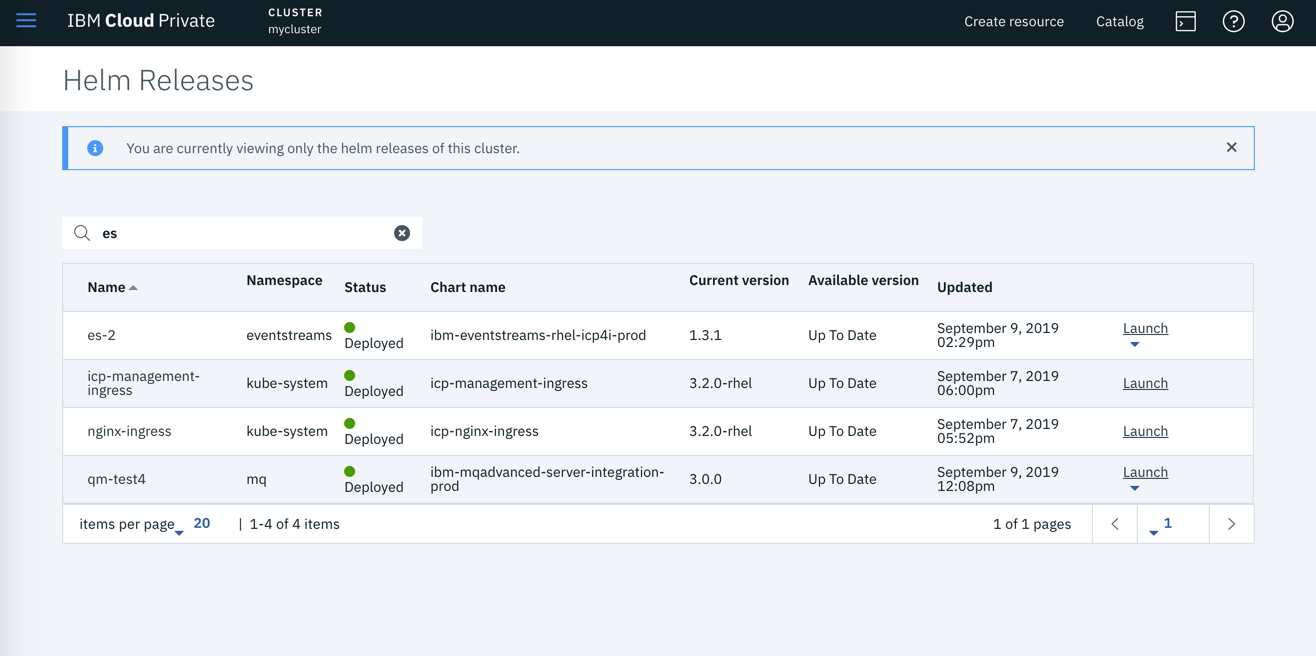 IBM Cloud Private
CLUSTER
mycluster
Create resource
Catalog
Helm Releases
You are currently viewing only the helm releases of this cluster.
es
Name Namespace Status Chart name Current version Available version Updated
es-2 eventstreams Deployed ibm-eventstreams-rhel-icp4i-prod 1.3.1 Up To Date September 9, 2019 Launch
02:29pm
icp-management- kube-system Deployed icp-management-ingress 3.2.0-rhel Up To Date September 7, 2019 Launch
ingress 06:00pm
nginx-ingress kube-system Deployed icp-nginx-ingress 3.2.0-rhel Up To Date September 7, 2019 Launch
05:52pm
qm-test4 mq Deployed ibm-mqadvanced-server-integration- 3.0.0 Up To Date September 9, 2019 Launch
prod 12:08pm
items per page 20 | 1-4 of 4 items 1 of 1 pages 1